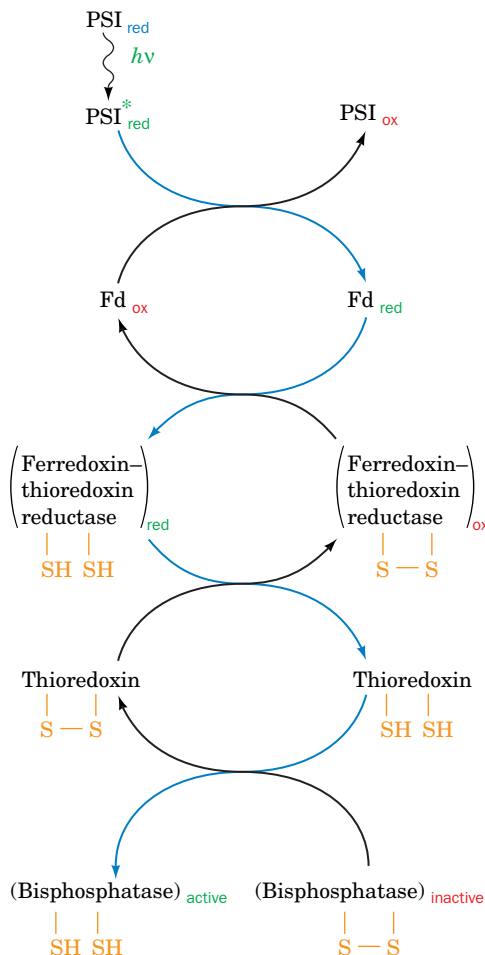 PSI red
hν
PSI* red
PSI ox
Fd ox
Fd red
(Ferredoxin–
thioredoxin
reductase) red
SH SH
(Ferredoxin–
thioredoxin
reductase) ox
S — S
Thioredoxin
S — S
Thioredoxin
SH SH
(Bisphosphatase) active
SH SH
(Bisphosphatase) inactive
S — S